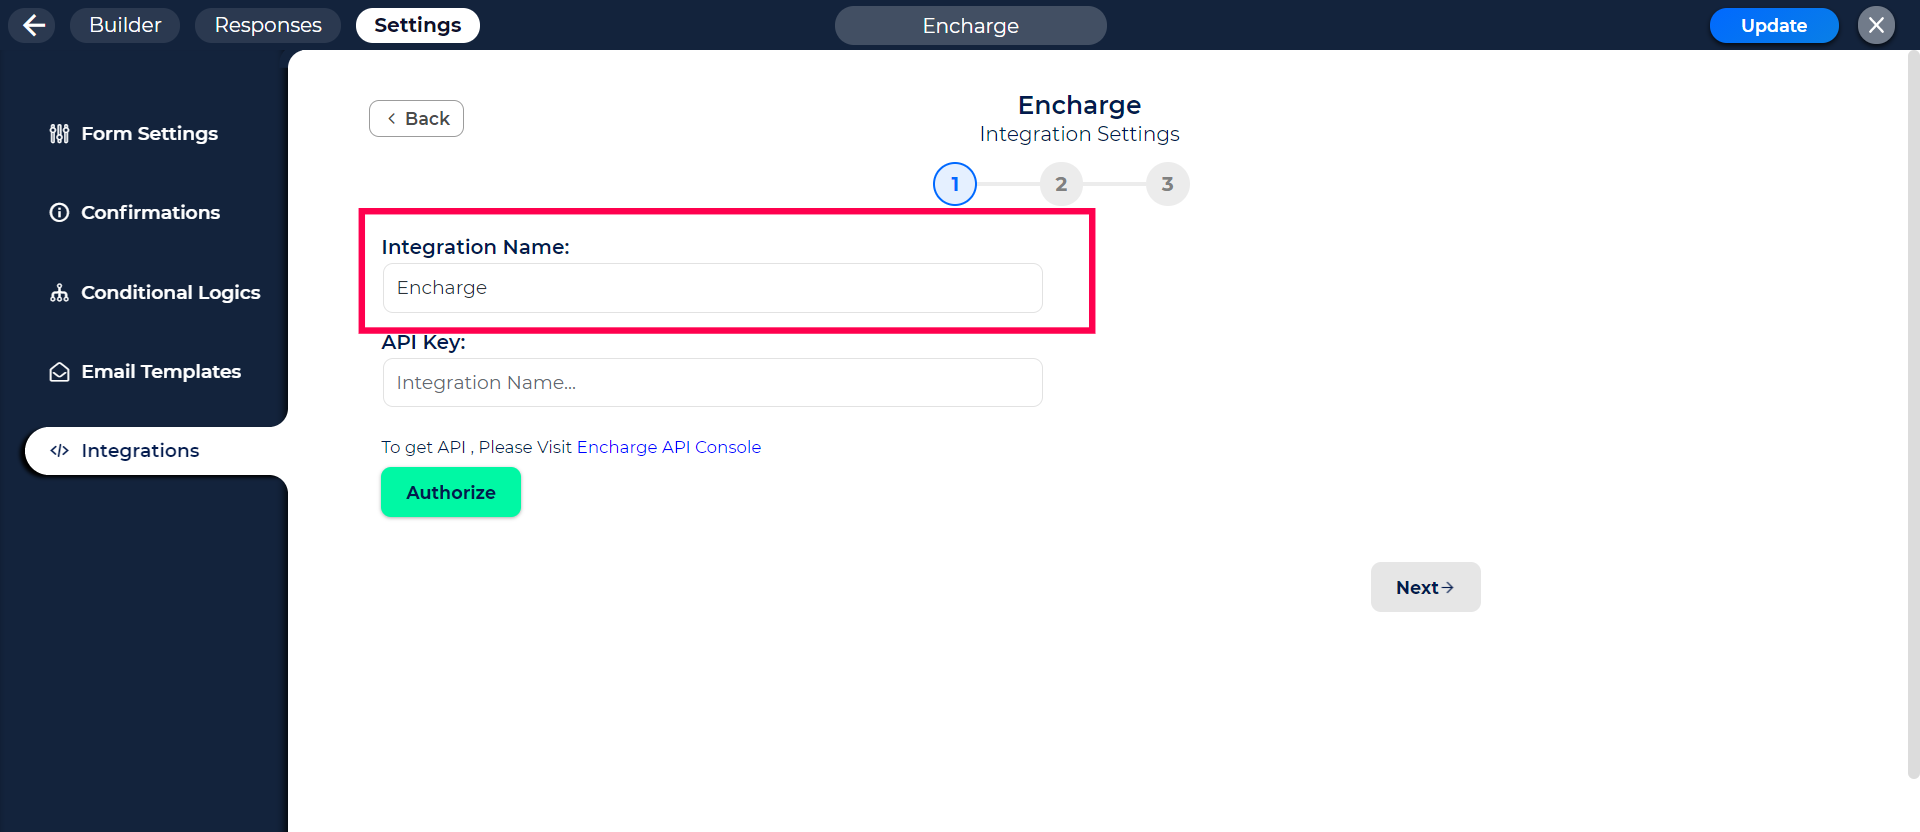 Builder
Responses
Settings
Encharge
Update
Form Settings
Confirmations
Conditional Logics
Email Templates
Integrations
Back
Encharge
Integration Settings
1
2
3
Integration Name:
Encharge
API Key:
Integration Name...
To get API , Please Visit Encharge API Console
Authorize
Next